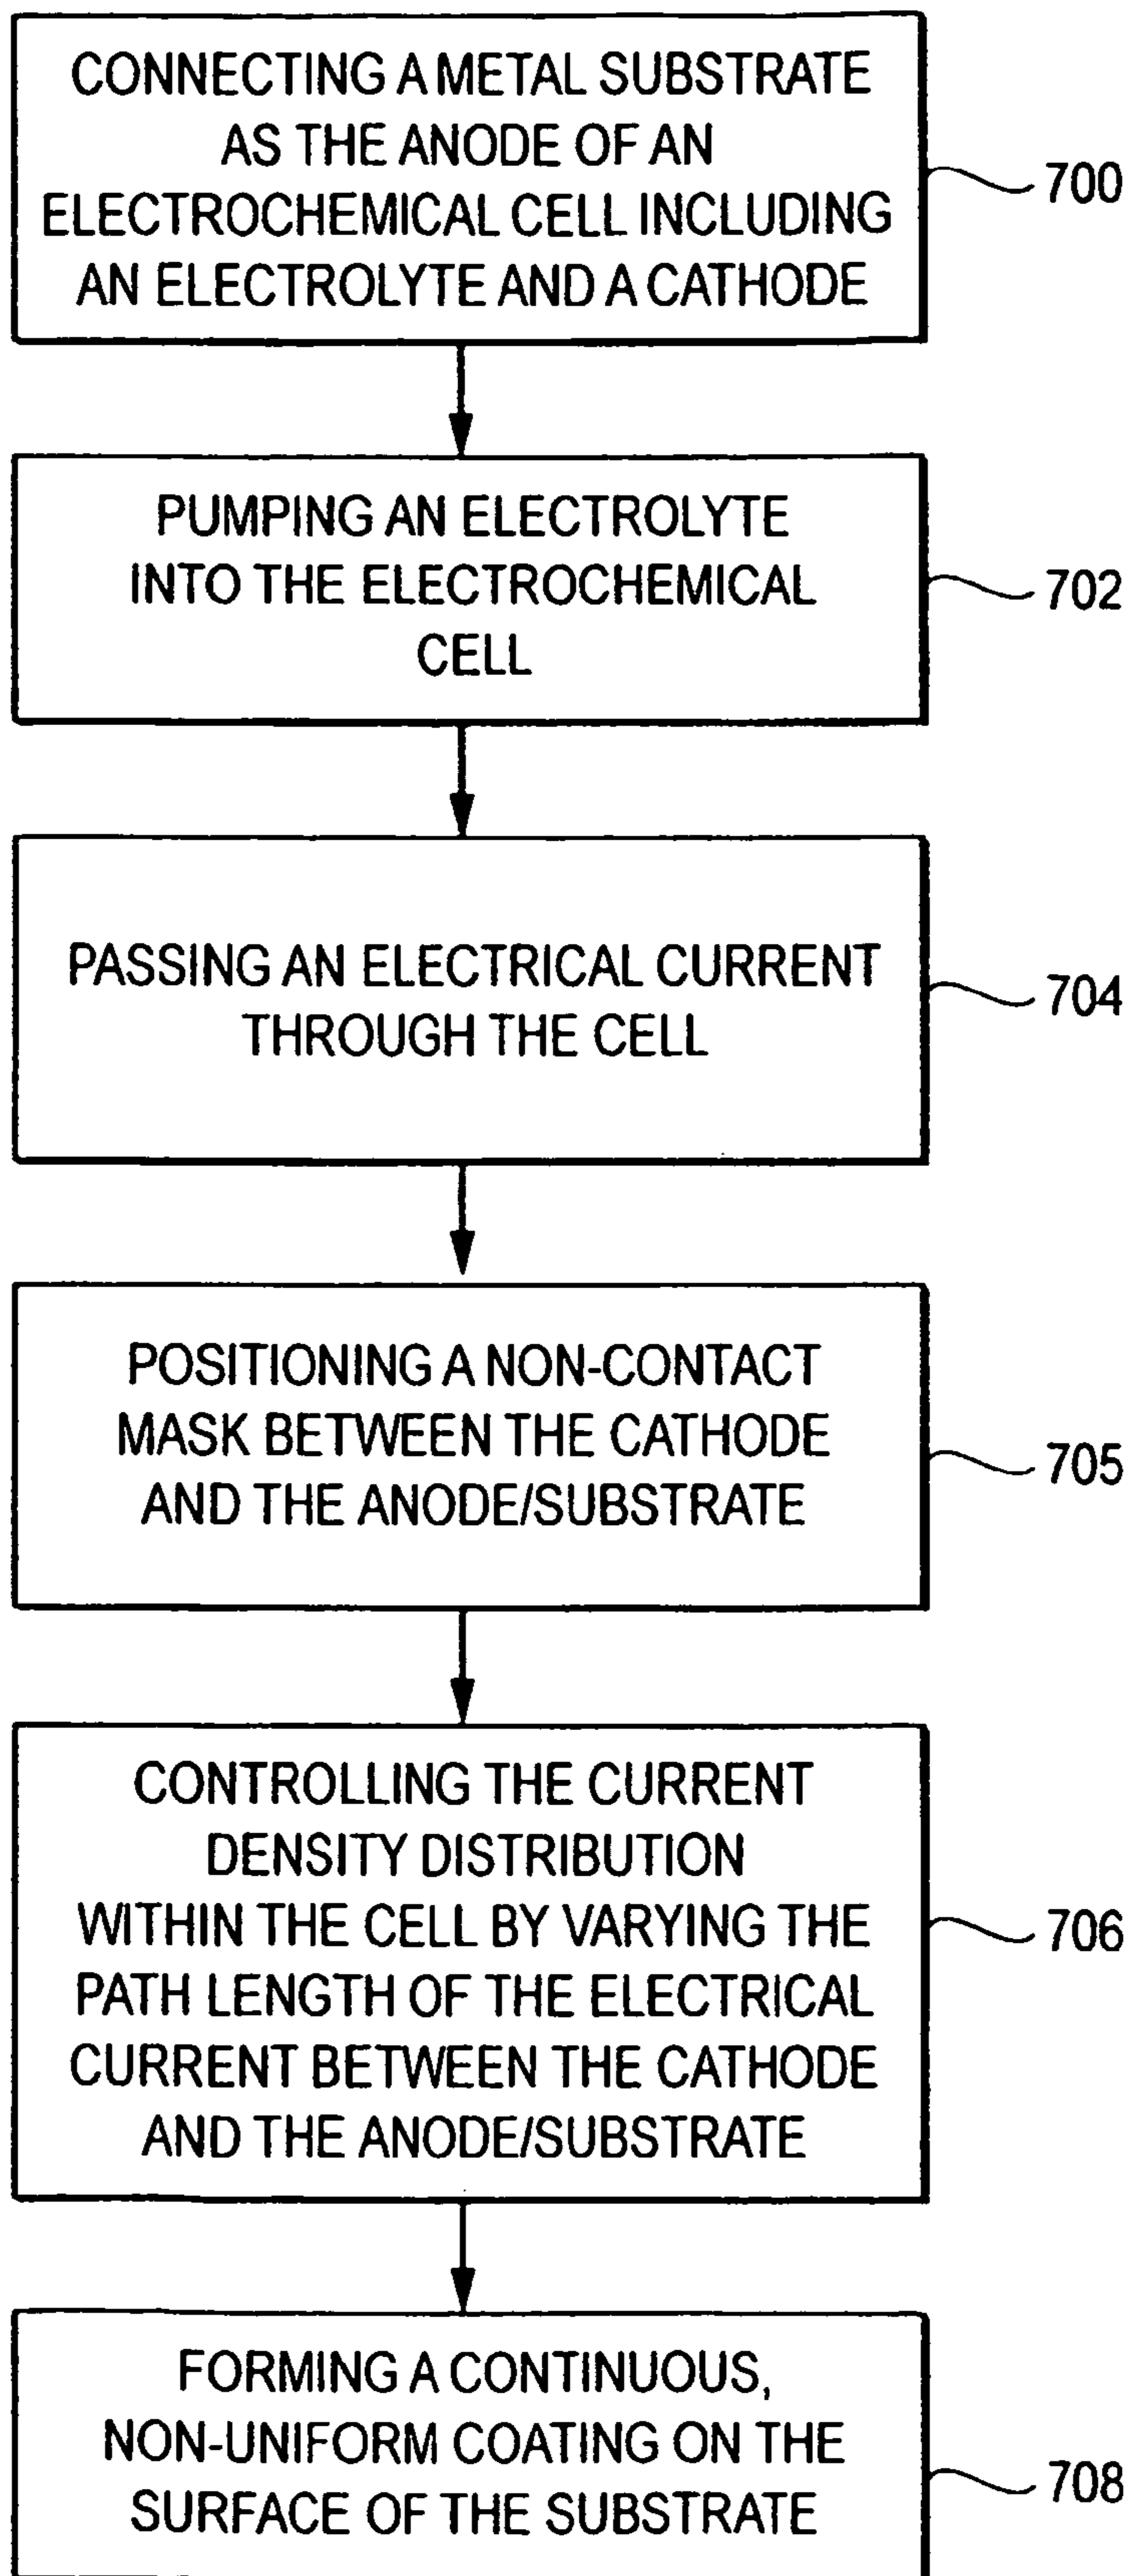 CONNECTING A METAL SUBSTRATE
AS THE ANODE OF AN
ELECTROCHEMICAL CELL INCLUDING
AN ELECTROLYTE AND A CATHODE
700
PUMPING AN ELECTROLYTE
INTO THE ELECTROCHEMICAL
CELL
702
PASSING AN ELECTRICAL CURRENT
THROUGH THE CELL
704
POSITIONING A NON-CONTACT
MASK BETWEEN THE CATHODE
AND THE ANODE/SUBSTRATE
705
CONTROLLING THE CURRENT
DENSITY DISTRIBUTION
WITHIN THE CELL BY VARYING THE
PATH LENGTH OF THE ELECTRICAL
CURRENT BETWEEN THE CATHODE
AND THE ANODE/SUBSTRATE
706
FORMING A CONTINUOUS,
NON-UNIFORM COATING ON THE
SURFACE OF THE SUBSTRATE
708